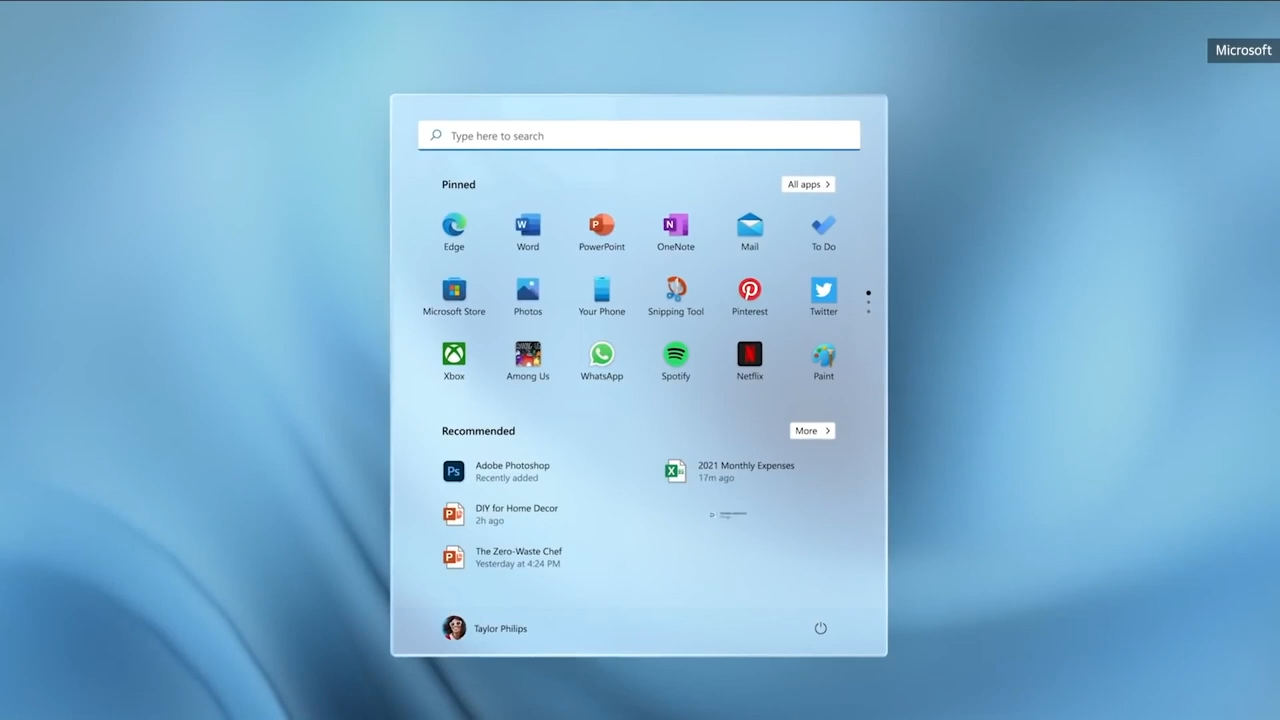 Microsoft
Type here to search
Pinned
All apps
Edge
Word
PowerPoint
OneNote
Mail
To Do
Microsoft Store
Photos
Your Phone
Snipping Tool
Pinterest
Twitter
Xbox
Among Us
WhatsApp
Spotify
Netflix
Paint
Recommended
More
Ps
Adobe Photoshop
Recently added
2021 Monthly Expenses
17m ago
DIY for Home Decor
2h ago
The Zero-Waste Chef
Yesterday at 4:24 PM
Taylor Philips